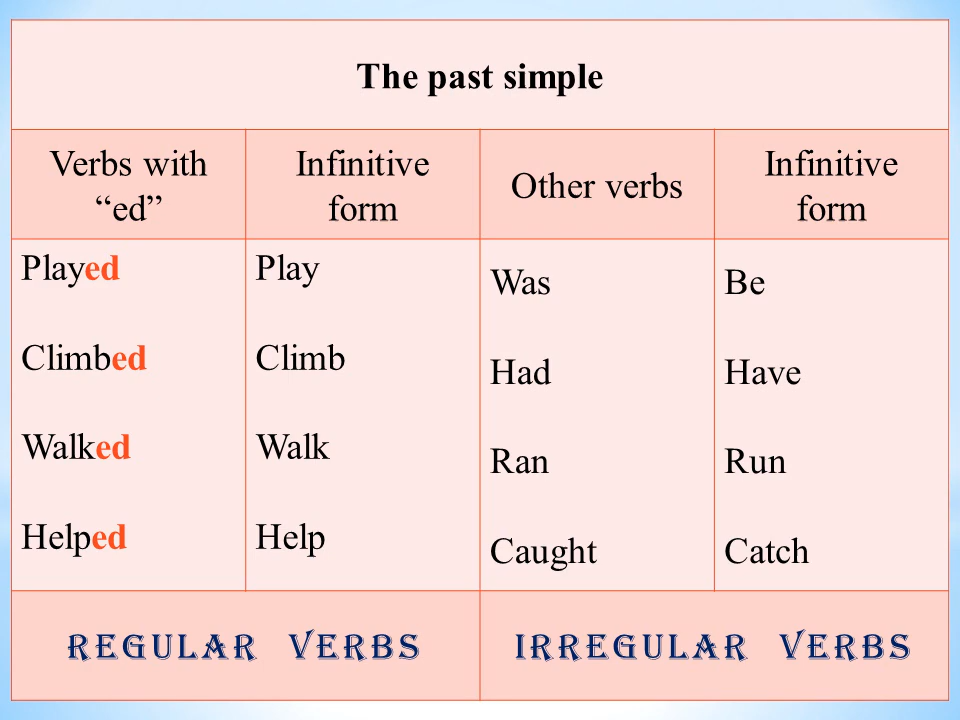 The past simple
Verbs with
“ed”
Infinitive
form
Other verbs
Infinitive
form
Played
Climbed
Walked
Helped
Play
Climb
Walk
Help
Was
Had
Ran
Caught
Be
Have
Run
Catch
REGULAR VERBS
IRREGULAR VERBS